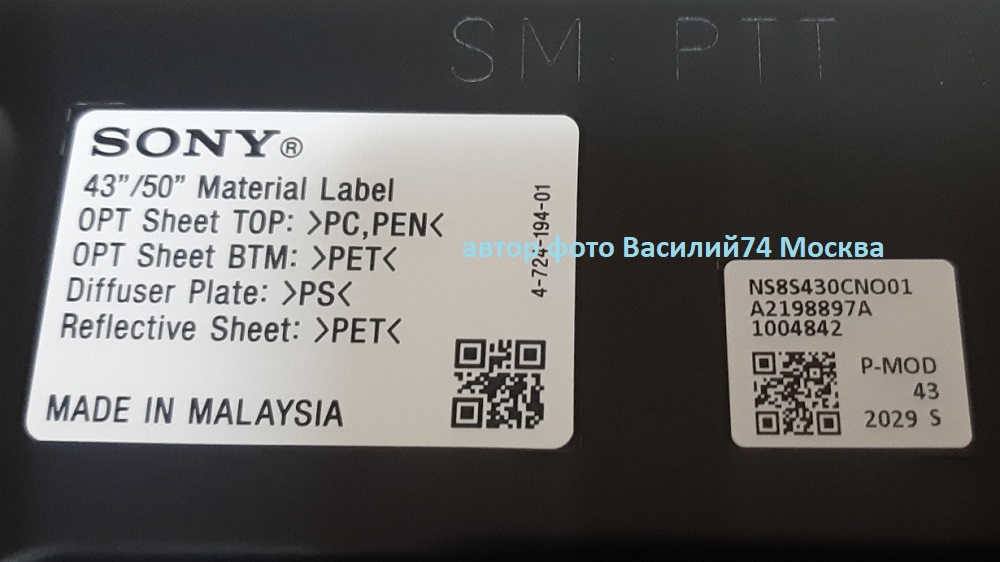 SM PTT
SONY®
43"/50" Material Label
OPT Sheet TOP: >PC,PEN<
OPT Sheet BTM: >PET<
Diffuser Plate: >PS<
Reflective Sheet: >PET<
MADE IN MALAYSIA
4-724-194-01
автор фото Василий74 Москва
NS8S430CNO01
A2198897A
1004842
P-MOD
43
2029 S